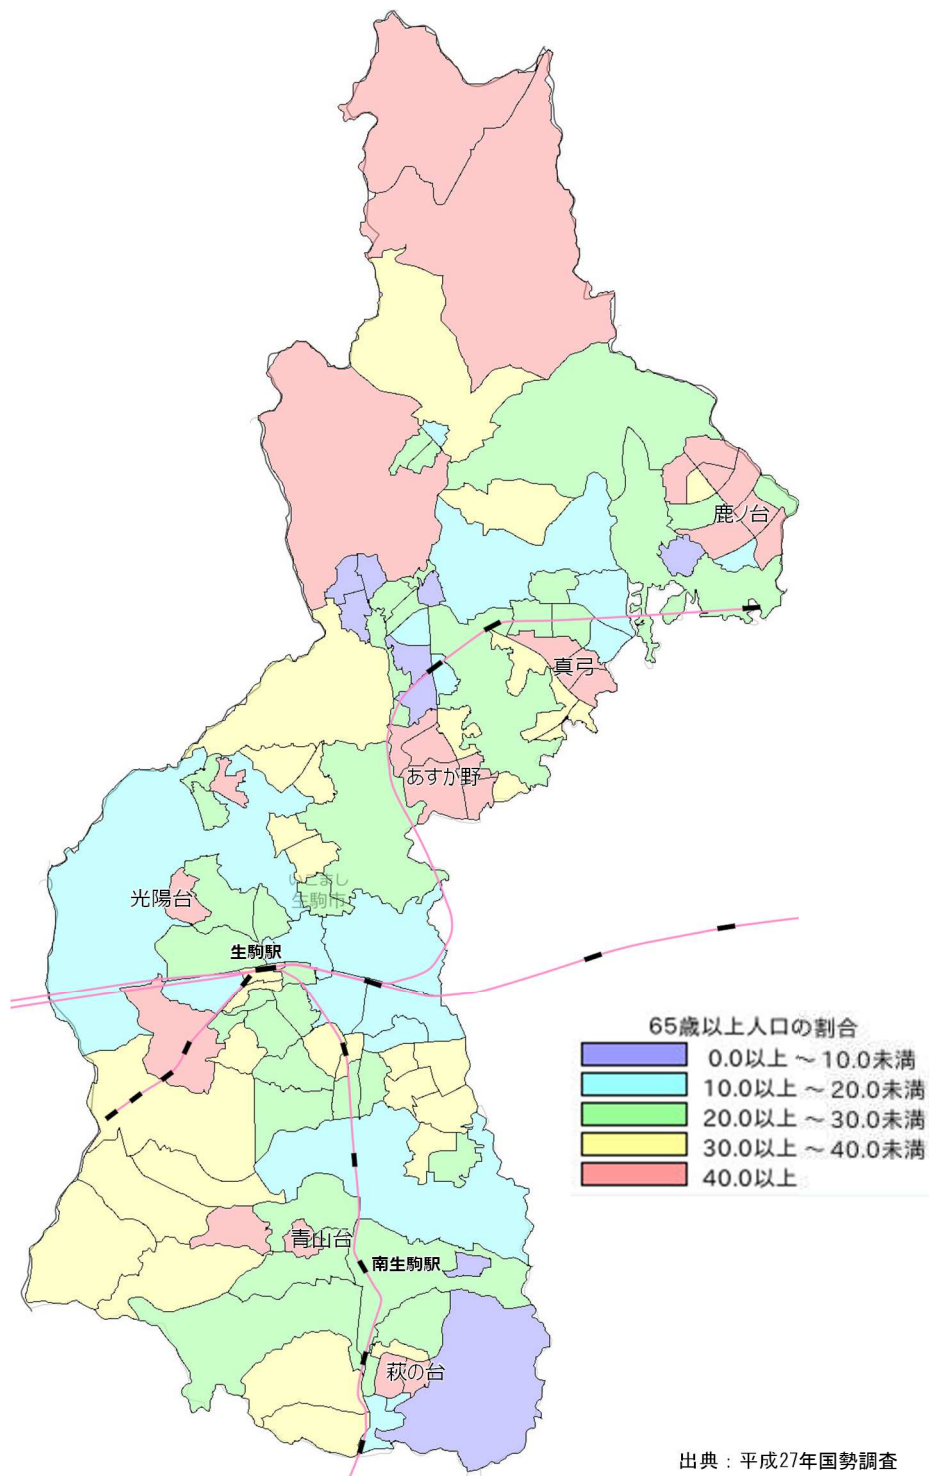 鹿ノ台
真弓
あすか野
いこまし
生駒市
光陽台
生駒駅
65歳以上人口の割合
0.0以上 ～ 10.0未満
10.0以上 ～ 20.0未満
20.0以上 ～ 30.0未満
30.0以上 ～ 40.0未満
40.0以上
青山台
南生駒駅
萩の台
出典：平成27年国勢調査